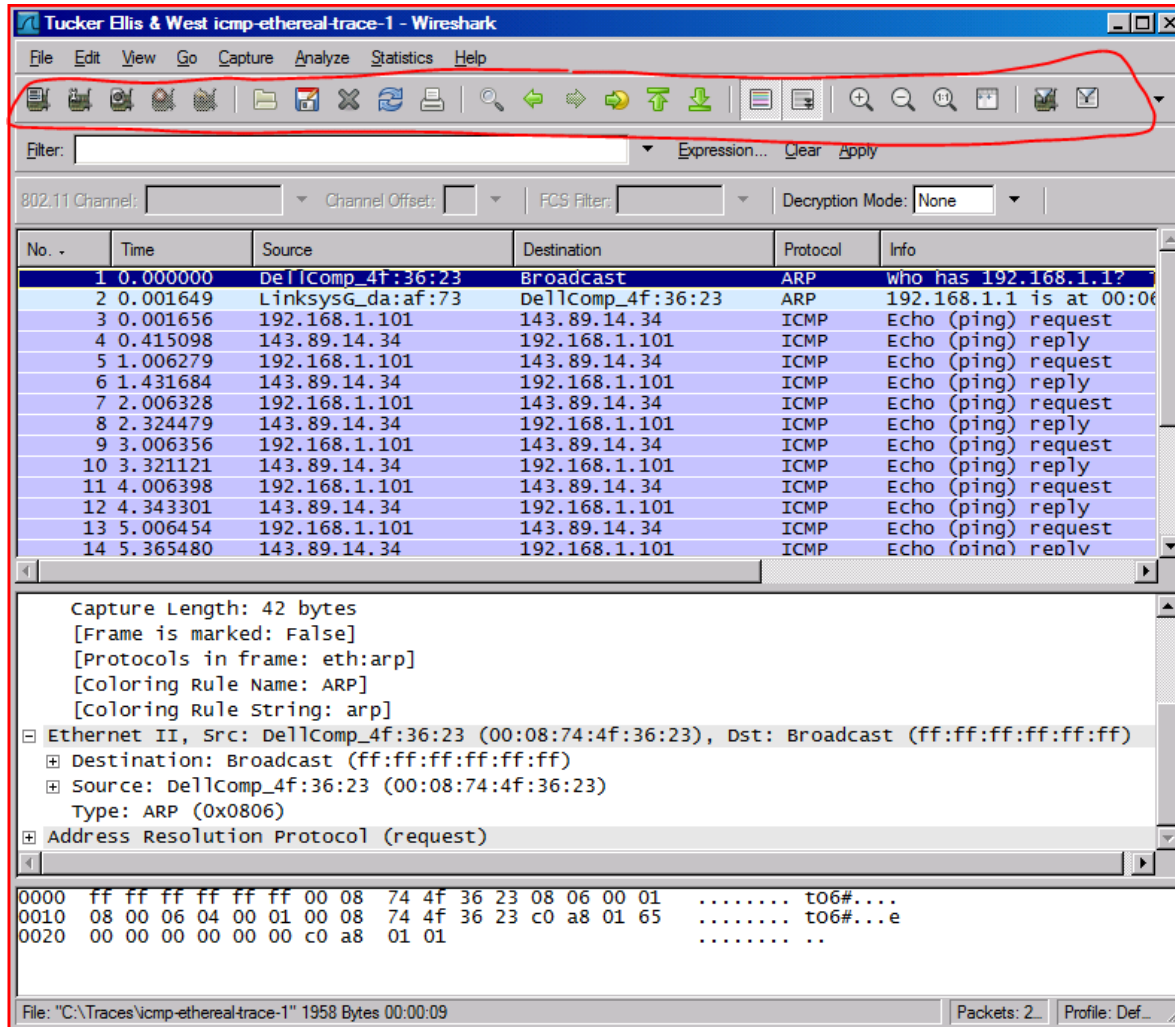 Tucker Ellis & West icmp-ethereal-trace-1 - Wireshark
File Edit View Go Capture Analyze Statistics Help
Filter: Expression... Clear Apply
802.11 Channel: Channel Offset: FCS Filter: Decryption Mode: None
No. - Time Source Destination Protocol Info
1 0.000000 DellComp_4f:36:23 Broadcast ARP Who has 192.168.1.1?
2 0.001649 LinksysG_da:af:73 DellComp_4f:36:23 ARP 192.168.1.1 is at 00:06
3 0.001656 192.168.1.101 143.89.14.34 ICMP Echo (ping) request
4 0.415098 143.89.14.34 192.168.1.101 ICMP Echo (ping) reply
5 1.006279 192.168.1.101 143.89.14.34 ICMP Echo (ping) request
6 1.431684 143.89.14.34 192.168.1.101 ICMP Echo (ping) reply
7 2.006328 192.168.1.101 143.89.14.34 ICMP Echo (ping) request
8 2.324479 143.89.14.34 192.168.1.101 ICMP Echo (ping) reply
9 3.006356 192.168.1.101 143.89.14.34 ICMP Echo (ping) request
10 3.321121 143.89.14.34 192.168.1.101 ICMP Echo (ping) reply
11 4.006398 192.168.1.101 143.89.14.34 ICMP Echo (ping) request
12 4.343301 143.89.14.34 192.168.1.101 ICMP Echo (ping) reply
13 5.006454 192.168.1.101 143.89.14.34 ICMP Echo (ping) request
14 5.365480 143.89.14.34 192.168.1.101 ICMP Echo (ping) reply
Capture Length: 42 bytes
[Frame is marked: False]
[Protocols in frame: eth:arp]
[Coloring Rule Name: ARP]
[Coloring Rule String: arp]
Ethernet II, Src: DellComp_4f:36:23 (00:08:74:4f:36:23), Dst: Broadcast (ff:ff:ff:ff:ff:ff)
Destination: Broadcast (ff:ff:ff:ff:ff:ff)
Source: DellComp_4f:36:23 (00:08:74:4f:36:23)
Type: ARP (0x0806)
Address Resolution Protocol (request)
0000 ff ff ff ff ff ff 00 08 74 4f 36 23 08 06 00 01 ........ tO6#....
0010 08 00 06 04 00 01 00 08 74 4f 36 23 c0 a8 01 65 ........ tO6#...e
0020 00 00 00 00 00 00 c0 a8 01 01 ........ ..
File: "C:\Traces\icmp-ethereal-trace-1" 1958 Bytes 00:00:09 Packets: 2... Profile: Def...